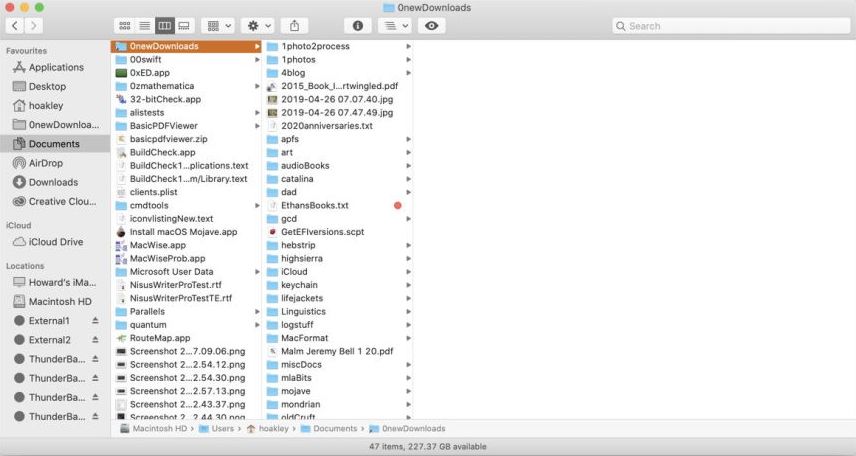 0newDownloads
Search
Favourites
Applications
Desktop
hoakley
0newDownloa...
Documents
AirDrop
Downloads
Creative Clou...
iCloud
iCloud Drive
Locations
Howard's iMa...
Macintosh HD
External1
External2
ThunderBa...
ThunderBa...
ThunderBa...
ThunderBa...
0newDownloads
00swift
0xED.app
0zmathematica
32-bitCheck.app
alistests
BasicPDFViewer
basicpdfviewer.zip
BuildCheck.app
BuildCheck1...plications.text
BuildCheck1...m/Library.text
clients.plist
cmdtools
iconvlistingNew.text
Install macOS Mojave.app
MacWise.app
MacWiseProb.app
Microsoft User Data
NisusWriterProTest.rtf
NisusWriterProTestTE.rtf
Parallels
quantum
RouteMap.app
Screenshot 2...7.09.06.png
Screenshot 2...2.54.12.png
Screenshot 2...2.54.30.png
Screenshot 2...2.57.13.png
Screenshot 2...2.43.37.png
Screenshot 2...2.44.30.png
1photo2process
1photos
4blog
2015_Book_I...rtwingled.pdf
2019-04-26 07.07.40.jpg
2019-04-26 07.47.49.jpg
2020anniversaries.txt
apfs
art
audioBooks
catalina
dad
EthansBooks.txt
gcd
GetEFIversions.scpt
hebstrip
highsierra
iCloud
keychain
lifejackets
Linguistics
logstuff
MacFormat
Malm Jeremy Bell 1 20.pdf
miscDocs
mlaBits
mojave
mondrian
oldCruft
Macintosh HD › Users › hoakley › Documents › 0newDownloads
47 items, 227.37 GB available